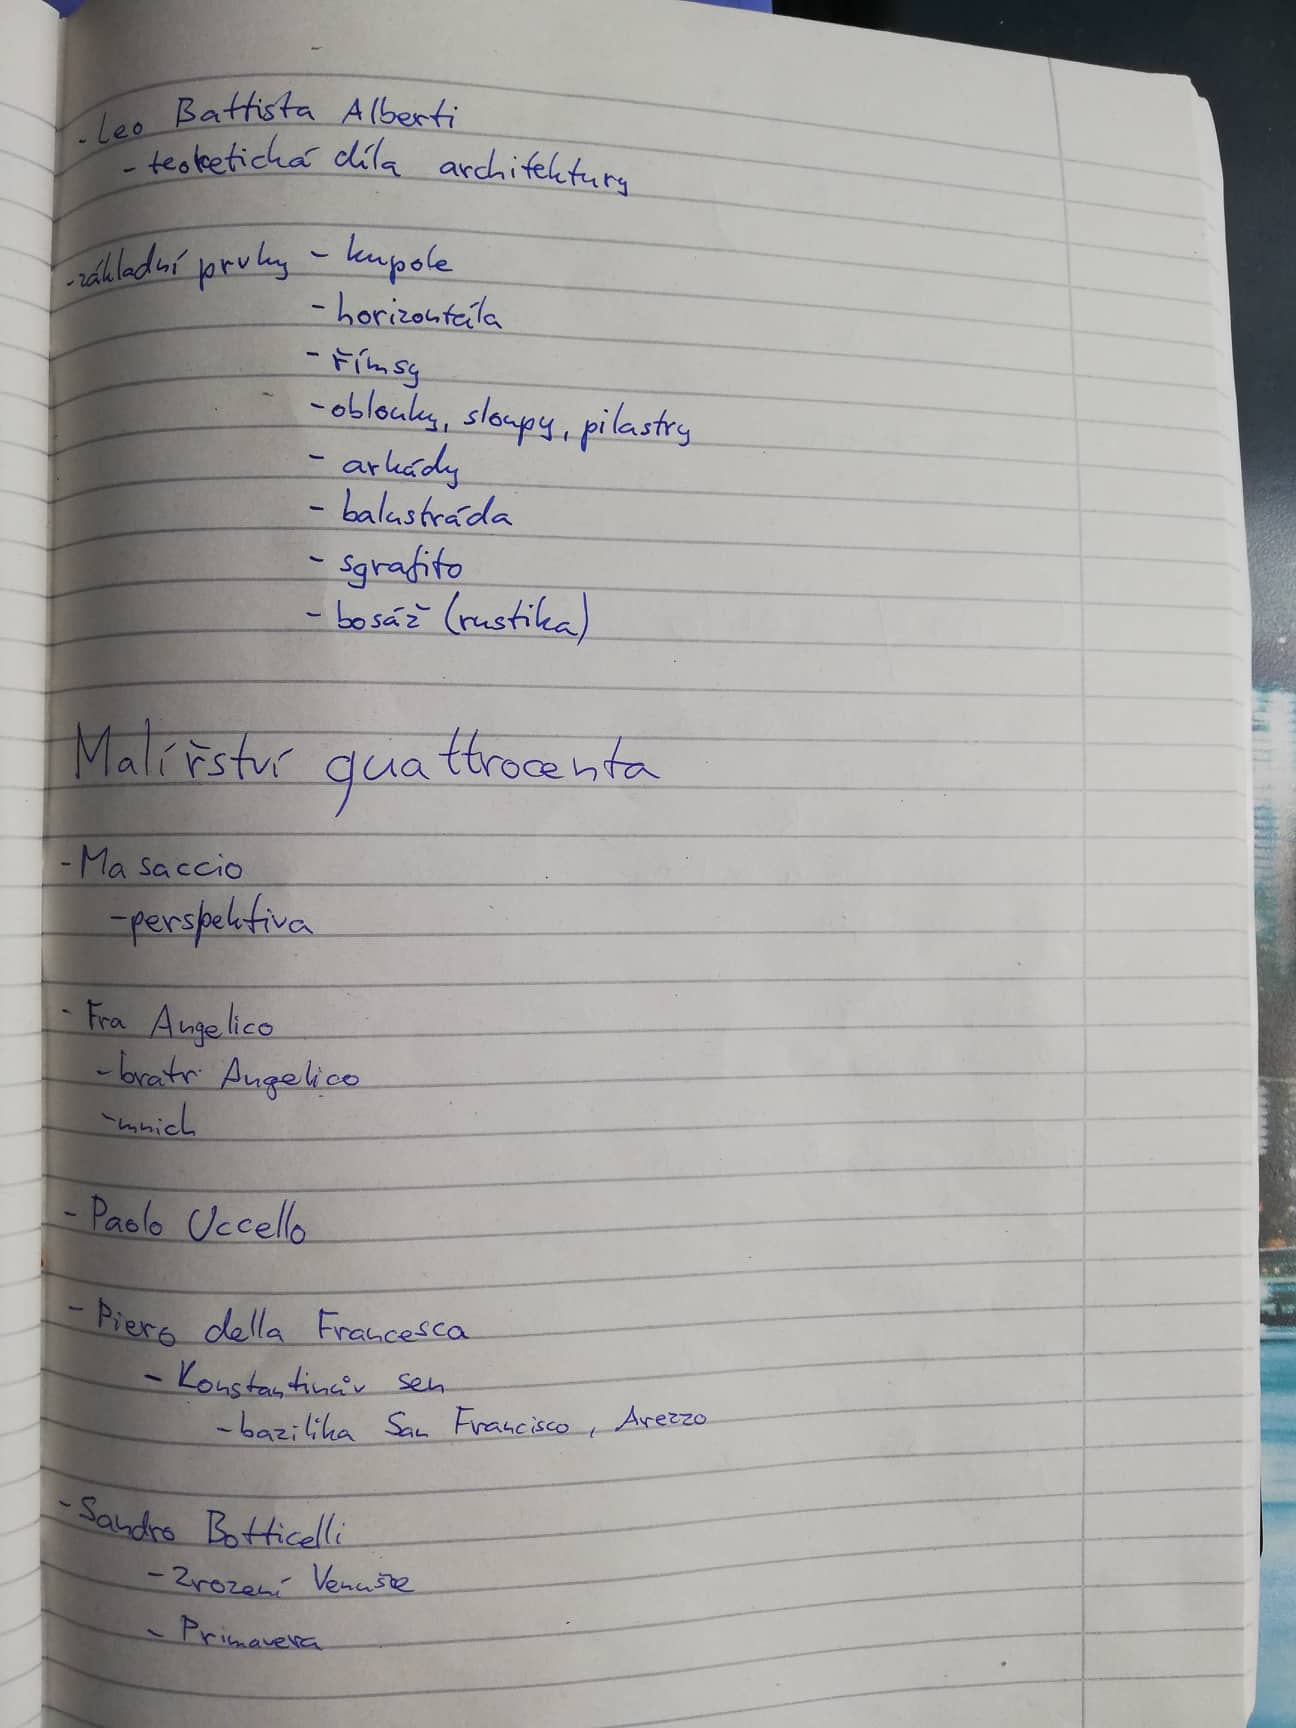 - Leo Battista Alberti
- teoretická díla architektury
- základní prvky - kupole
- horizontála
- římsy
- oblouky, sloupy, pilastry
- arkády
- balustráda
- sgrafito
- bosáž (rustika)
Malířství quattrocenta
- Masaccio
- perspektiva
- Fra Angelico
- bratr Angelico
- mnich
- Paolo Uccello
- Piero della Francesca
- Konstantinův sen
- bazilika San Francisco, Arezzo
- Sandro Botticelli
- Zrození Venuše
- Primavera